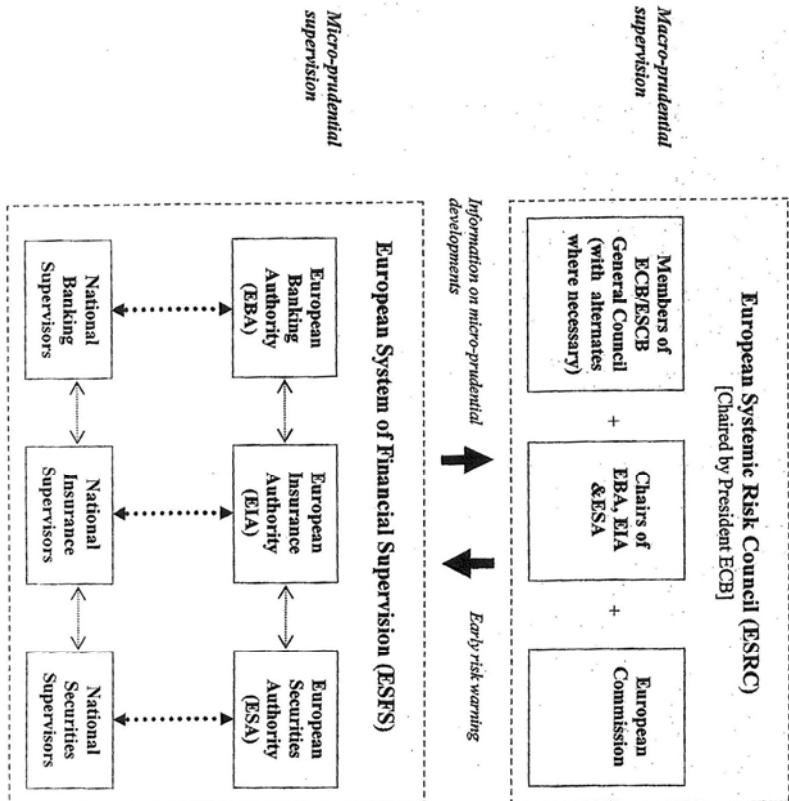 European Systemic Risk Council (ESRC)
[Chaired by President ECB]
Macro-prudential
supervision
Members of
ECB/ESCB
General Council
(with alternates
where necessary)
+
Chairs of
EBA, EIA
&ESA
+
European
Commission
Information on micro-prudential
developments
Early risk warning
European System of Financial Supervision (ESFS)
Micro-prudential
supervision
European
Banking
Authority
(EBA)
European
Insurance
Authority
(EIA)
European
Securities
Authority
(ESA)
National
Banking
Supervisors
National
Insurance
Supervisors
National
Securities
Supervisors